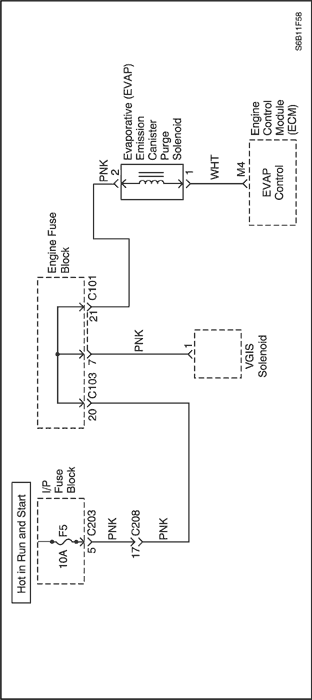 Hot in Run and Start
I/P
Fuse
Block
F5
10A
5
C203
PNK
17
C208
PNK
Engine Fuse
Block
20
C103
7
21
C101
PNK
1
VGIS
Solenoid
PNK
2
Evaporative (EVAP)
Emission
Canister
Purge
Solenoid
1
WHT
M4
Engine
Control
Module
(ECM)
EVAP
Control
S6B11F58